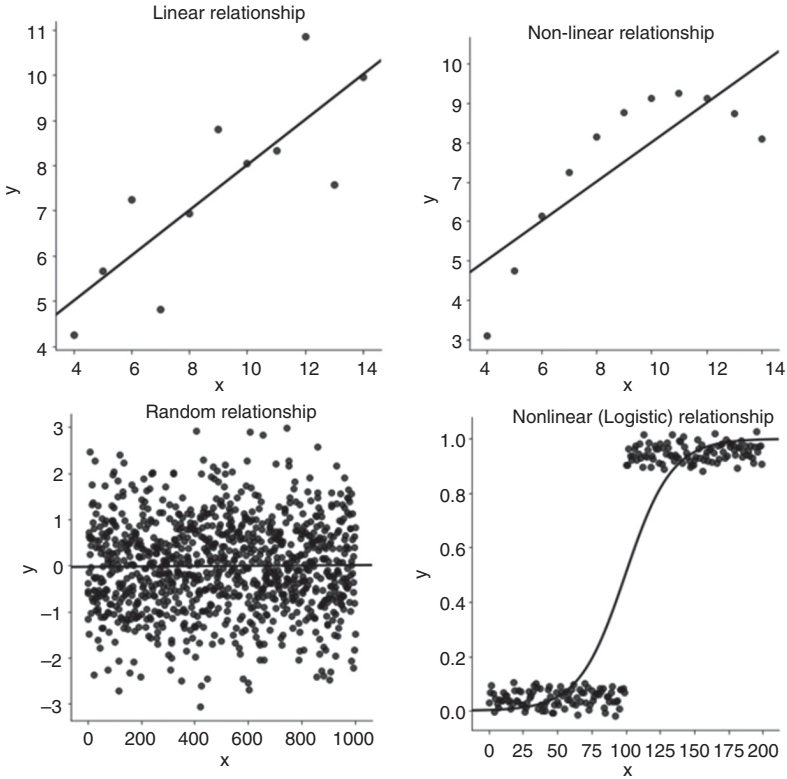 Linear relationship
11
10
9
8
7
6
5
4
y
4 6 8 10 12 14
x
Non-linear relationship
10
9
8
7
6
5
4
3
y
4 6 8 10 12 14
x
Random relationship
3
2
1
0
−1
−2
−3
y
0 200 400 600 800 1000
x
Nonlinear (Logistic) relationship
1.0
0.8
0.6
0.4
0.2
0.0
y
0 25 50 75 100 125 150 175 200
x